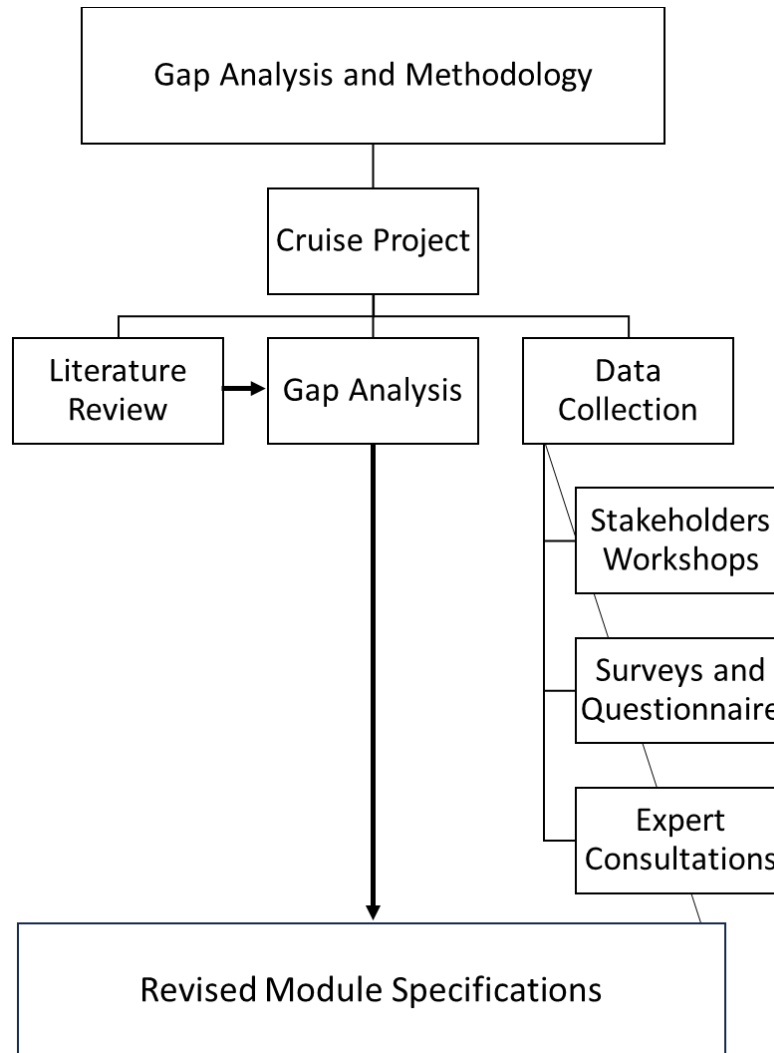 Gap Analysis and Methodology
Cruise Project
Literature
Review
Gap Analysis
Data
Collection
Stakeholders
Workshops
Surveys and
Questionnaire
Expert
Consultations
Revised Module Specifications